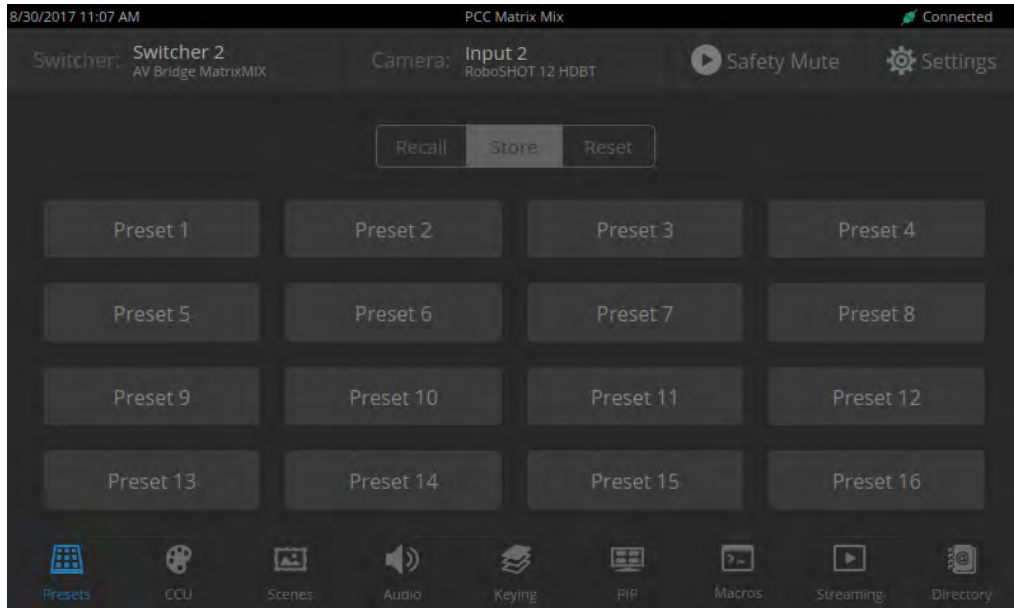 8/30/2017 11:07 AM PCC Matrix Mix Connected
Switcher: Switcher 2 Camera: Input 2 Safety Mute Settings
AV Bridge MatrixMIX RoboSHOT 12 HDBT
Recall Store Reset
Preset 1 Preset 2 Preset 3 Preset 4
Preset 5 Preset 6 Preset 7 Preset 8
Preset 9 Preset 10 Preset 11 Preset 12
Preset 13 Preset 14 Preset 15 Preset 16
Presets CCU Scenes Audio Keying PIP Macros Streaming Directory